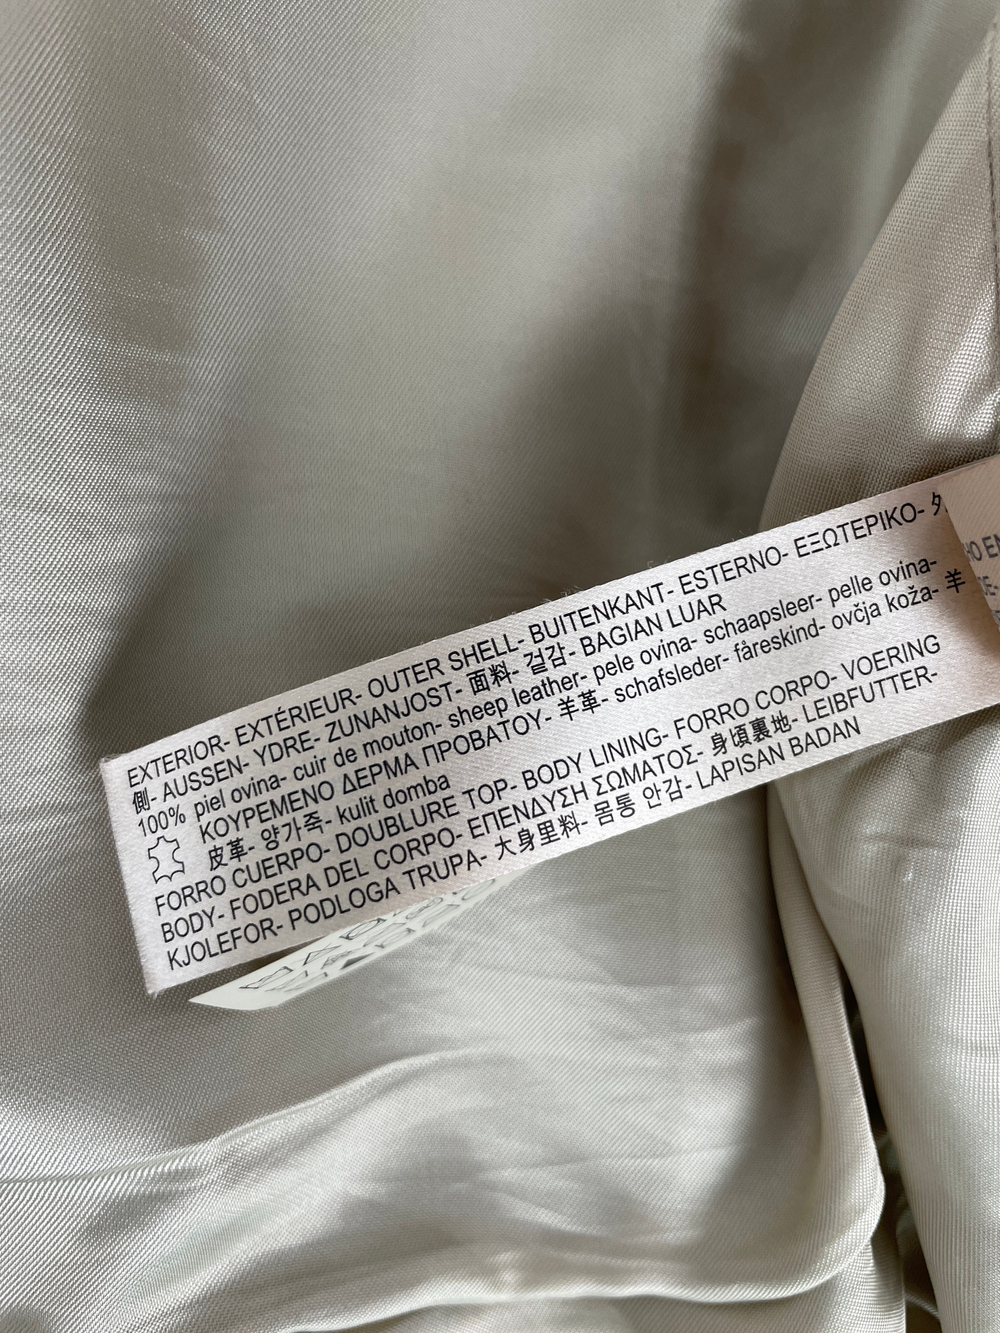 EXTERIOR- EXTÉRIEUR- OUTER SHELL- BUITENKANT- ESTERNO- ΕΞΩΤΕΡΙΚΟ- 外
側- AUSSEN- YDRE- ZUNANJOST- 面料- 겉감- BAGIAN LUAR
100% piel ovina- cuir de mouton- sheep leather- pele ovina- schaapsleer- pelle ovina-
ΚΟΥΡΕΜΕΝΟ ΔΕΡΜΑ ΠΡΟΒΑΤΟΥ- 羊革- schafsleder- fåreskind- ovčja koža- 羊
皮革- 양가죽- kulit domba
FORRO CUERPO- DOUBLURE TOP- BODY LINING- FORRO CORPO- VOERING
BODY- FODERA DEL CORPO- ΕΠΕΝΔΥΣΗ ΣΩΜΑΤΟΣ- 身頃裏地- LEIBFUTTER-
KJOLEFOR- PODLOGA TRUPA- 大身里料- 몸통 안감- LAPISAN BADAN